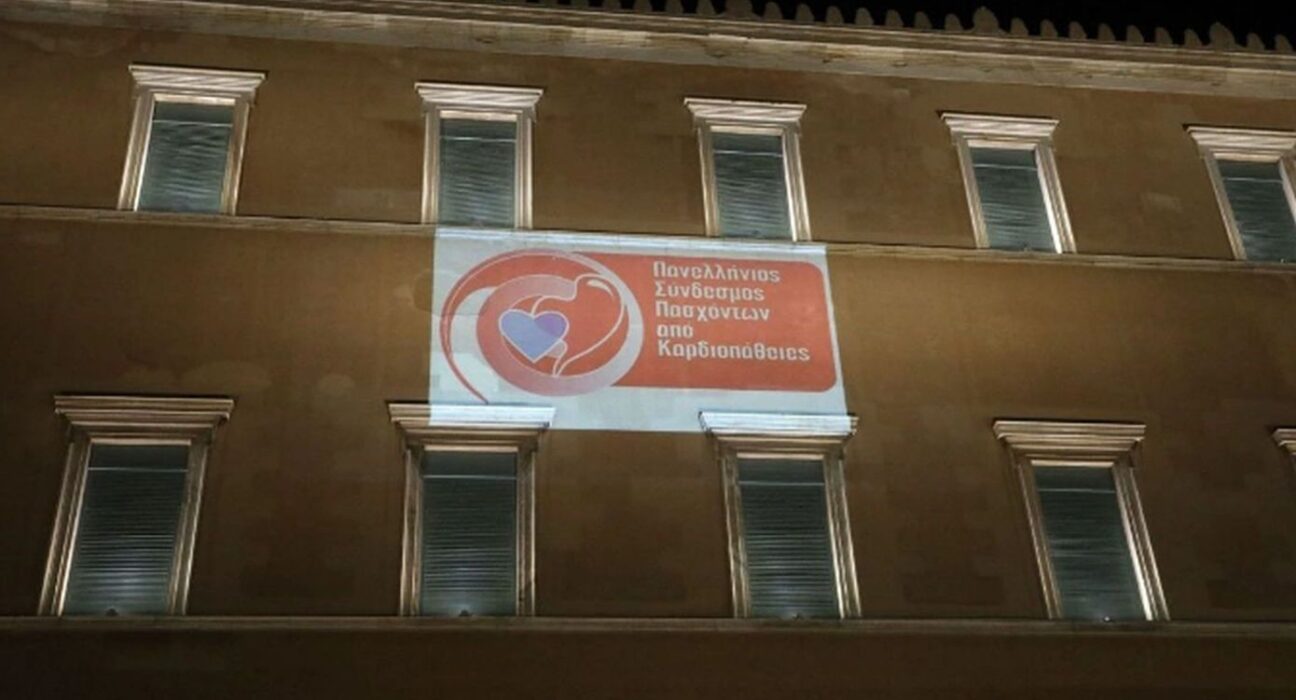 Πανελλήνιος
Σύνδεσμος
Πασχόντων
από
Καρδιοπάθειες